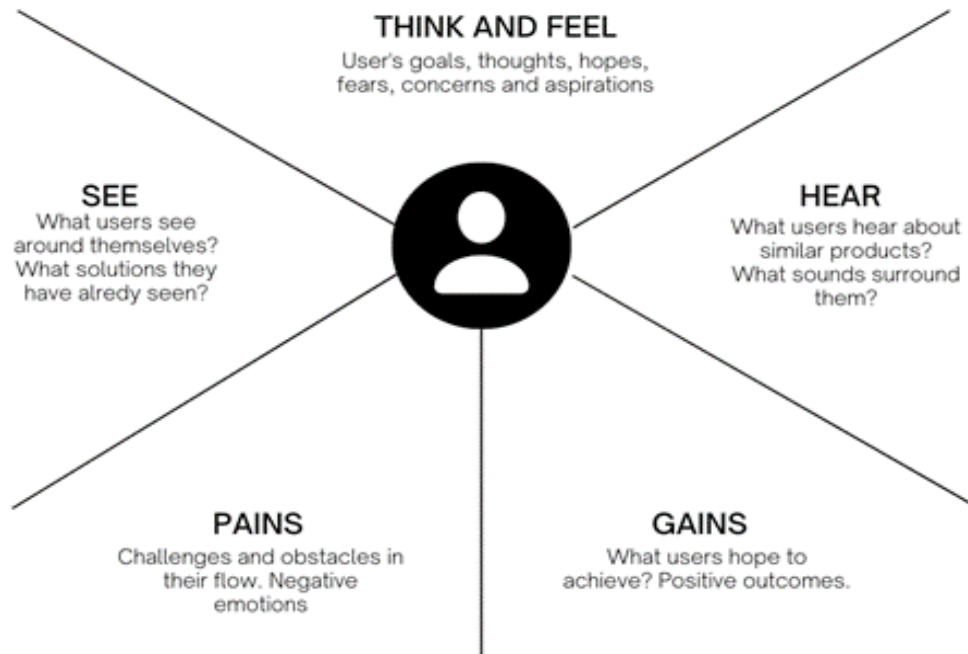 THINK AND FEEL
User's goals, thoughts, hopes,
fears, concerns and aspirations
SEE
What users see
around themselves?
What solutions they
have alredy seen?
HEAR
What users hear about
similar products?
What sounds surround
them?
PAINS
Challenges and obstacles in
their flow. Negative
emotions
GAINS
What users hope to
achieve? Positive outcomes.